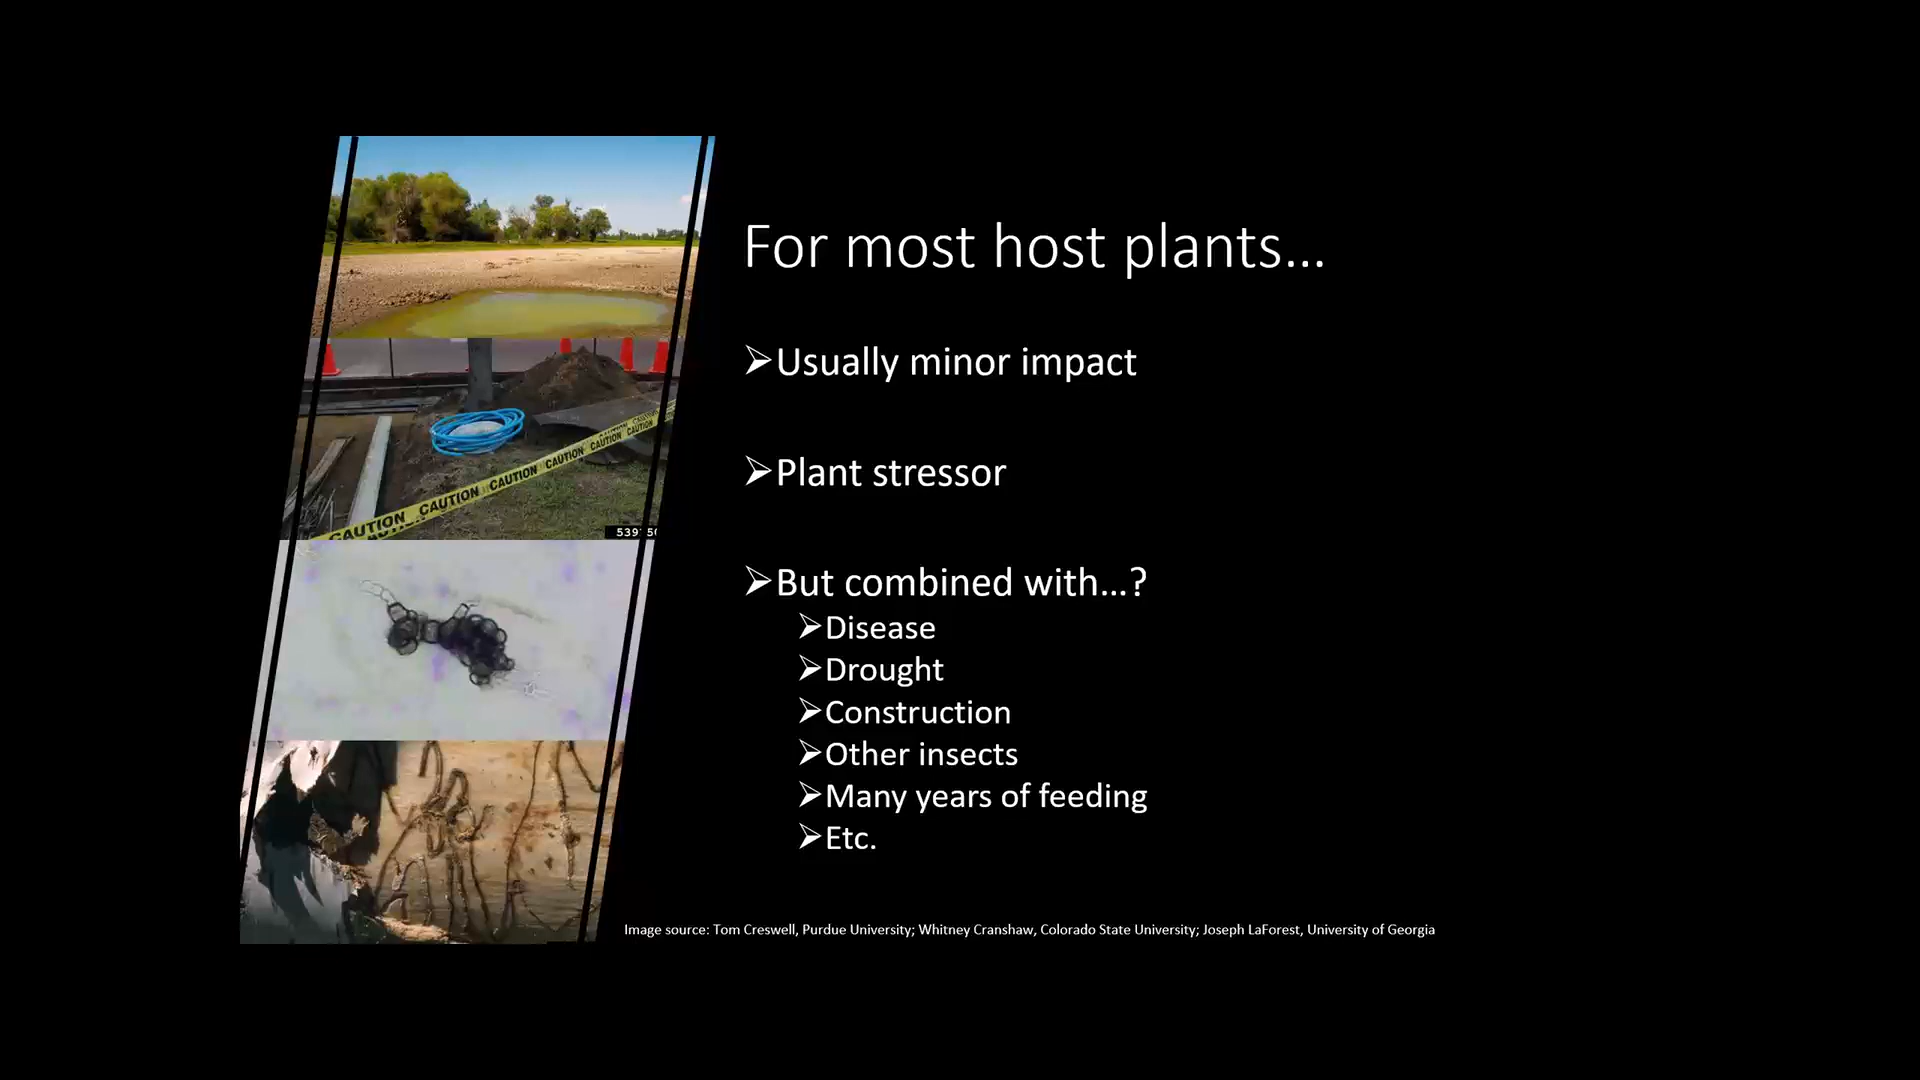 For most host plants...
➢Usually minor impact
➢Plant stressor
➢But combined with...?
➢Disease
➢Drought
➢Construction
➢Other insects
➢Many years of feeding
➢Etc.
CAUTION CAUTION CAUTION CAUTION CAUTION CAUTION
Image source: Tom Creswell, Purdue University; Whitney Cranshaw, Colorado State University; Joseph LaForest, University of Georgia